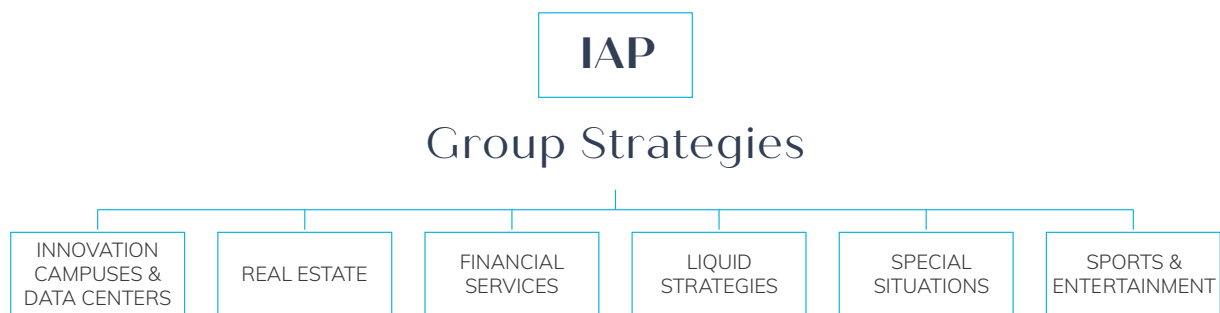 IAP
Group Strategies
INNOVATION
CAMPUSES &
DATA CENTERS
REAL ESTATE
FINANCIAL
SERVICES
LIQUID
STRATEGIES
SPECIAL
SITUATIONS
SPORTS &
ENTERTAINMENT